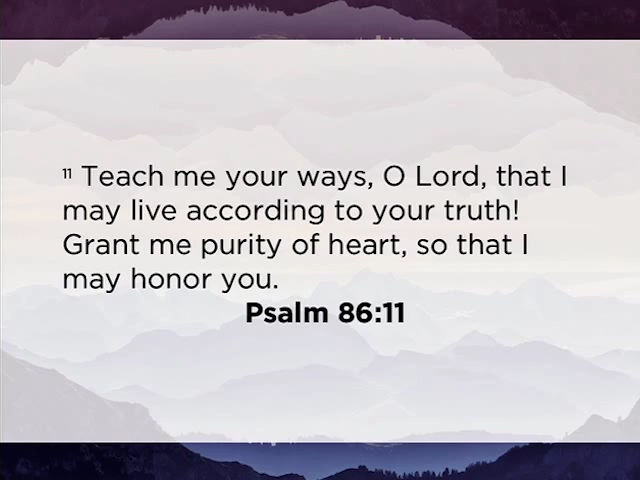 ¹¹ Teach me your ways, O Lord, that I
may live according to your truth!
Grant me purity of heart, so that I
may honor you.
Psalm 86:11